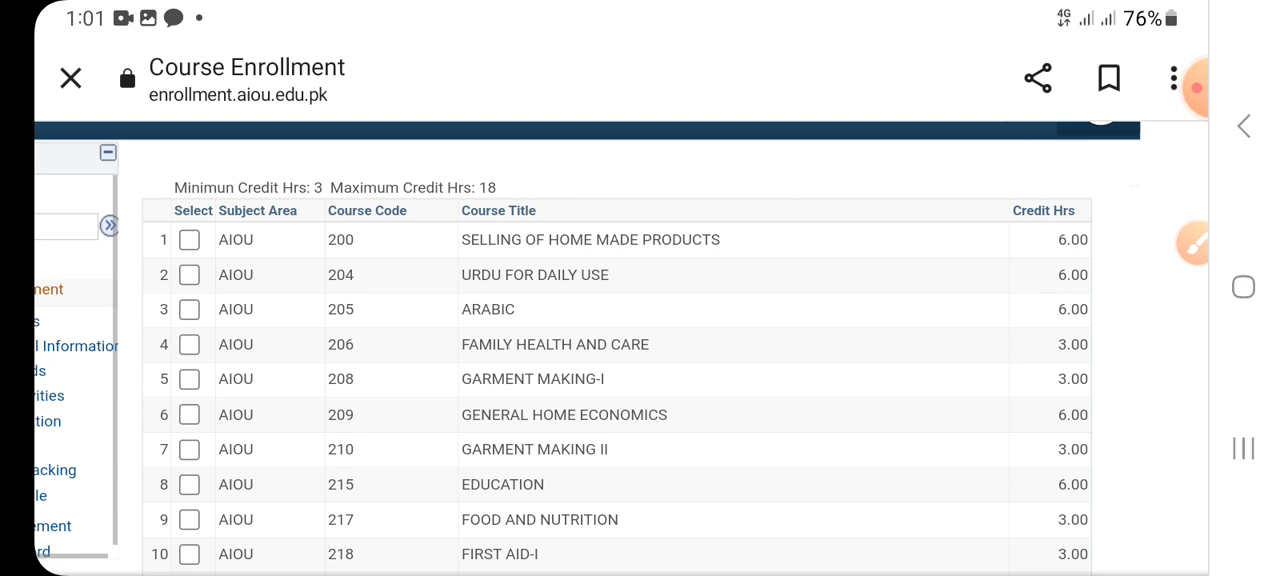 1:01
4G 76%
Course Enrollment
enrollment.aiou.edu.pk
Minimun Credit Hrs: 3 Maximum Credit Hrs: 18
Select Subject Area Course Code Course Title Credit Hrs
1 AIOU 200 SELLING OF HOME MADE PRODUCTS 6.00
2 AIOU 204 URDU FOR DAILY USE 6.00
ment
3 AIOU 205 ARABIC 6.00
s
4 AIOU 206 FAMILY HEALTH AND CARE 3.00
l Information
ds
5 AIOU 208 GARMENT MAKING-I 3.00
vities
6 AIOU 209 GENERAL HOME ECONOMICS 6.00
tion
7 AIOU 210 GARMENT MAKING II 3.00
acking
8 AIOU 215 EDUCATION 6.00
le
9 AIOU 217 FOOD AND NUTRITION 3.00
ement
10 AIOU 218 FIRST AID-I 3.00
rd